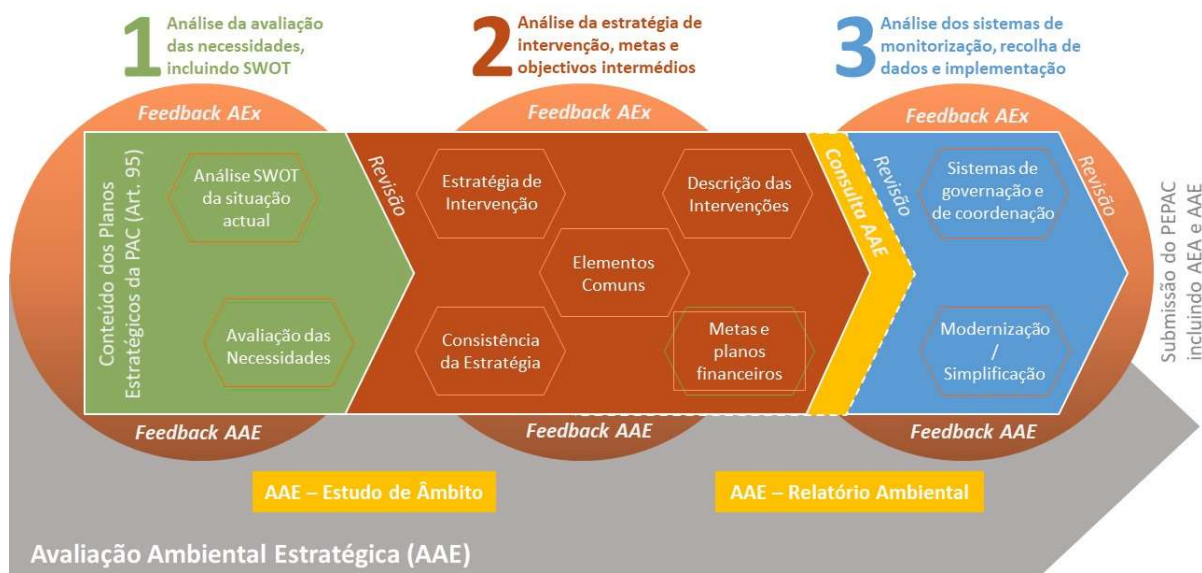 1
Análise da avaliação
das necessidades,
incluindo SWOT
2
Análise da estratégia de
intervenção, metas e
objectivos intermédios
3
Análise dos sistemas de
monitorização, recolha de
dados e implementação
Feedback AEx
Feedback AEx
Feedback AEx
Conteúdo dos Planos
Estratégicos da PAC (Art. 95)
Análise SWOT
da situação
actual
Avaliação das
Necessidades
Revisão
Estratégia de
Intervenção
Descrição das
Intervenções
Elementos
Comuns
Consistência
da Estratégia
Metas e
planos
financeiros
Consulta AAE
Revisão
Sistemas de
governação e
de coordenação
Modernização
/
Simplificação
Revisão
Submissão do PEPAC
incluindo AEA e AAE
Feedback AAE
Feedback AAE
Feedback AAE
AAE – Estudo de Âmbito
AAE – Relatório Ambiental
Avaliação Ambiental Estratégica (AAE)